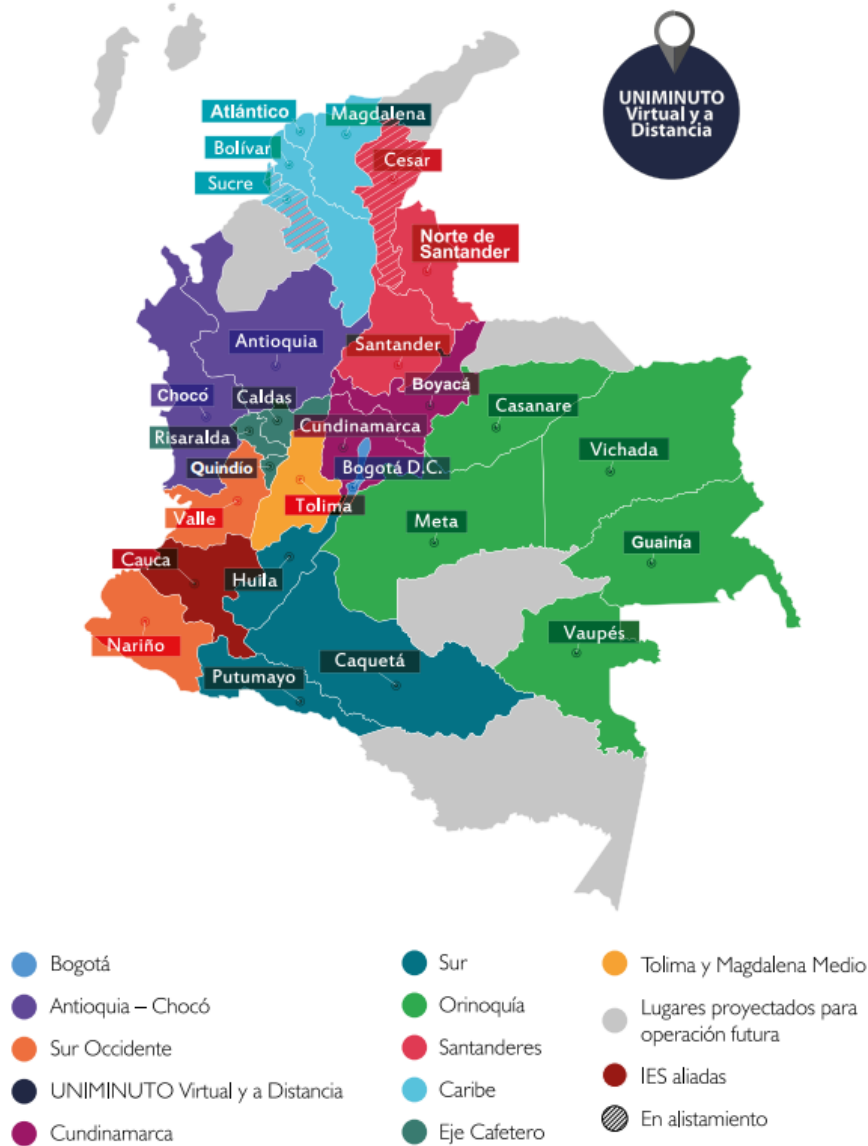 UNIMINUTO
Virtual y a
Distancia
Atlántico
Magdalena
Bolívar
Cesar
Sucre
Norte de
Santander
Antioquia
Santander
Boyacá
Chocó
Caldas
Casanare
Risaralda
Cundinamarca
Vichada
Quindío
Bogotá D.C.
Valle
Tolima
Meta
Guainía
Cauca
Huila
Vaupés
Nariño
Caquetá
Putumayo
Bogotá
Antioquia – Chocó
Sur Occidente
UNIMINUTO Virtual y a Distancia
Cundinamarca
Sur
Orinoquía
Santanderes
Caribe
Eje Cafetero
Tolima y Magdalena Medio
Lugares proyectados para
operación futura
IES aliadas
En alistamiento